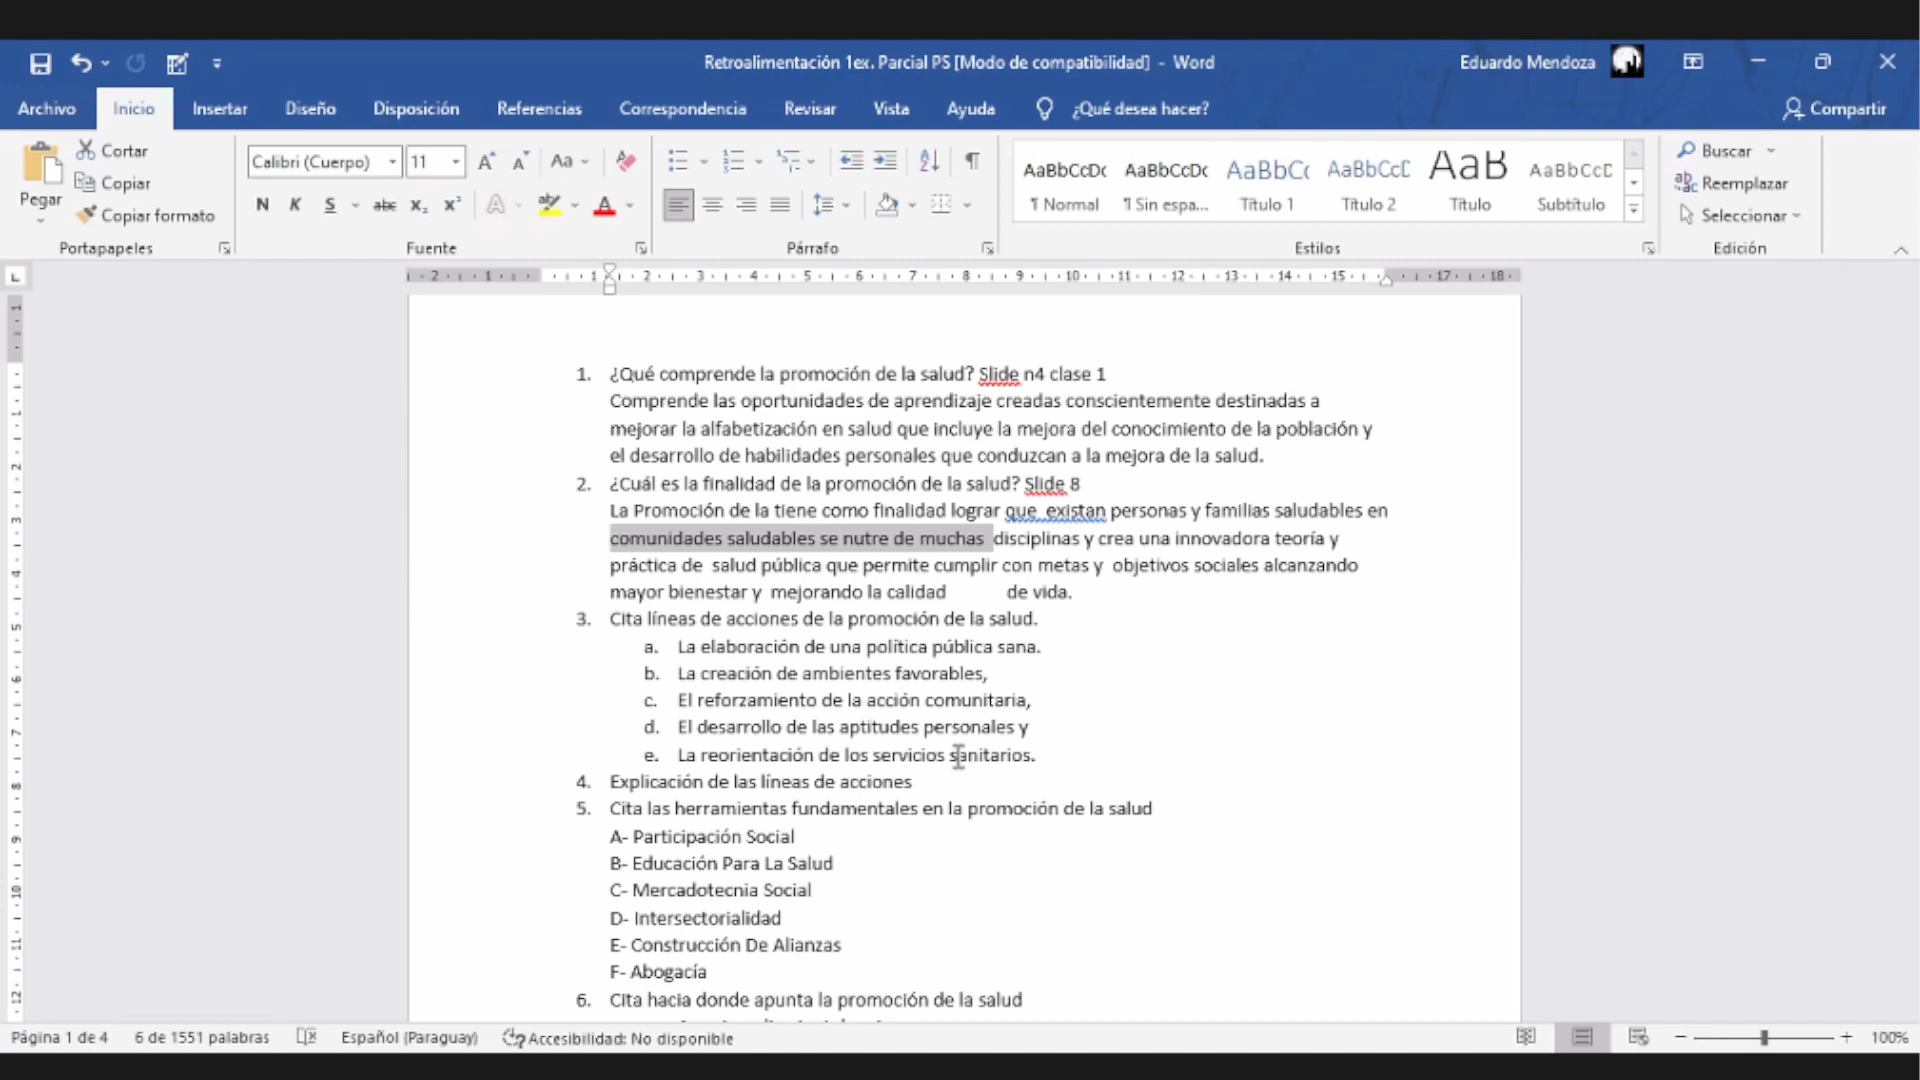 Retroalimentación 1ex. Parcial PS [Modo de compatibilidad] - Word
Eduardo Mendoza
Archivo Inicio Insertar Diseño Disposición Referencias Correspondencia Revisar Vista Ayuda ¿Qué desea hacer? Compartir
Pegar
Cortar
Copiar
Copiar formato
Portapapeles
Calibri (Cuerpo) 11
Fuente
Párrafo
AaBbCcDc AaBbCcDc AaBbCc AaBbCcD AaB AaBbCcD
¶ Normal ¶ Sin espa... Título 1 Título 2 Título Subtítulo
Estilos
Buscar
Reemplazar
Seleccionar
Edición
1. ¿Qué comprende la promoción de la salud? Slide n4 clase 1
Comprende las oportunidades de aprendizaje creadas conscientemente destinadas a
mejorar la alfabetización en salud que incluye la mejora del conocimiento de la población y
el desarrollo de habilidades personales que conduzcan a la mejora de la salud.
2. ¿Cuál es la finalidad de la promoción de la salud? Slide 8
La Promoción de la tiene como finalidad lograr que existan personas y familias saludables en
comunidades saludables se nutre de muchas disciplinas y crea una innovadora teoría y
práctica de salud pública que permite cumplir con metas y objetivos sociales alcanzando
mayor bienestar y mejorando la calidad de vida.
3. Cita líneas de acciones de la promoción de la salud.
a. La elaboración de una política pública sana.
b. La creación de ambientes favorables,
c. El reforzamiento de la acción comunitaria,
d. El desarrollo de las aptitudes personales y
e. La reorientación de los servicios sanitarios.
4. Explicación de las líneas de acciones
5. Cita las herramientas fundamentales en la promoción de la salud
A- Participación Social
B- Educación Para La Salud
C- Mercadotecnia Social
D- Intersectorialidad
E- Construcción De Alianzas
F- Abogacía
6. Cita hacia donde apunta la promoción de la salud
Página 1 de 4 6 de 1551 palabras Español (Paraguay) Accesibilidad: No disponible 100%